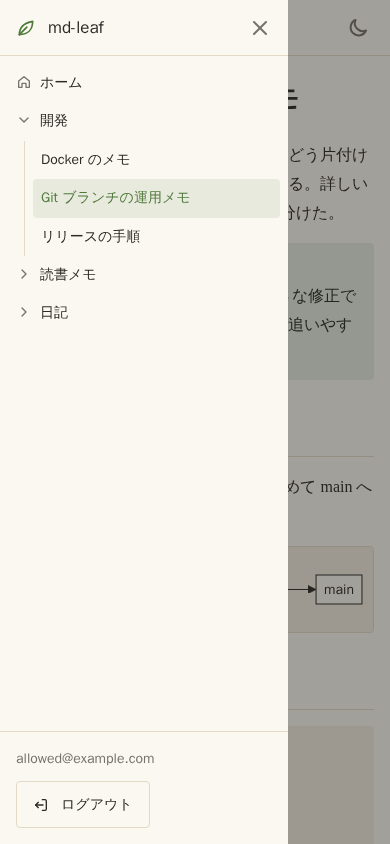 md-leaf
ホーム
開発
Docker のメモ
Git ブランチの運用メモ
リリースの手順
読書メモ
日記
allowed@example.com
ログアウト
どう片付け
る。詳しい
分けた。
な修正で
追いやす
めて main へ
main